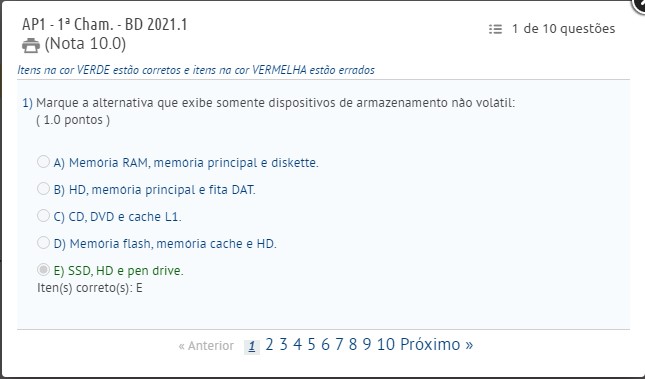 AP1 - 1ª Cham. - BD 2021.1
(Nota 10.0)
1 de 10 questões
Itens na cor VERDE estão corretos e itens na cor VERMELHA estão errados
1) Marque a alternativa que exibe somente dispositivos de armazenamento não volátil:
( 1.0 pontos )
A) Memória RAM, memória principal e diskette.
B) HD, memória principal e fita DAT.
C) CD, DVD e cache L1.
D) Memória flash, memória cache e HD.
E) SSD, HD e pen drive.
Iten(s) correto(s): E
« Anterior 1 2 3 4 5 6 7 8 9 10 Próximo »